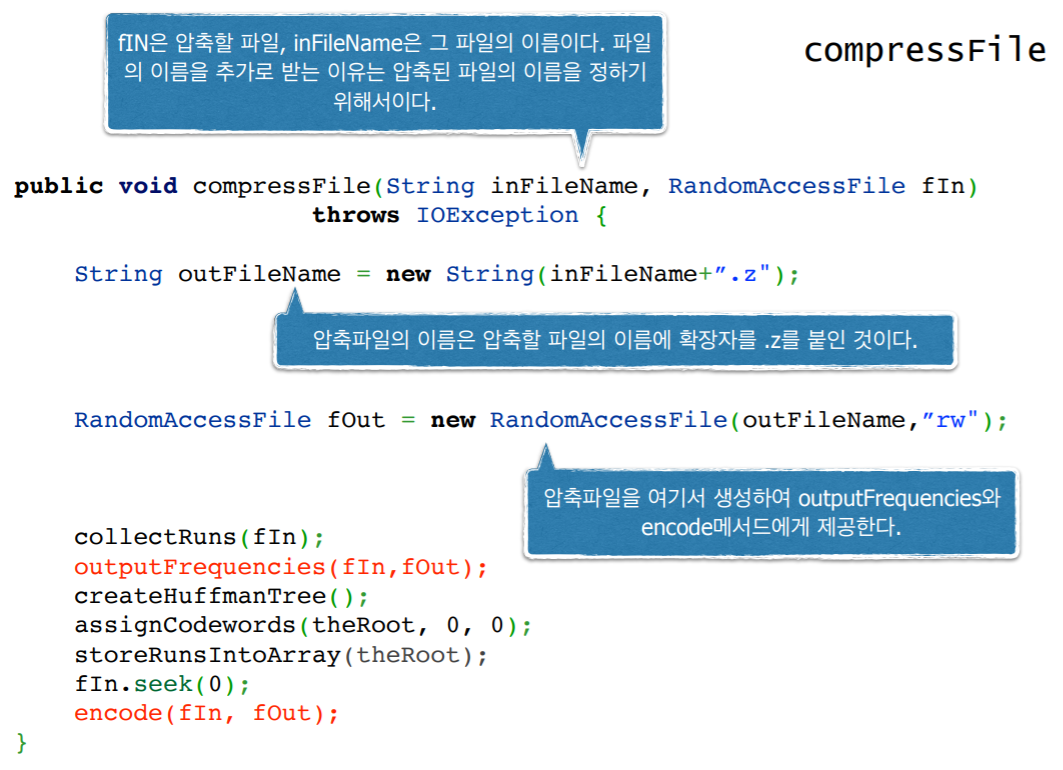 compressFile
fIN은 압축할 파일, inFileName은 그 파일의 이름이다. 파일
의 이름을 추가로 받는 이유는 압축된 파일의 이름을 정하기
위해서이다.
public void compressFile(String inFileName, RandomAccessFile fIn)
throws IOException {
String outFileName = new String(inFileName+”.z");
압축파일의 이름은 압축할 파일의 이름에 확장자를 .z를 붙인 것이다.
RandomAccessFile fOut = new RandomAccessFile(outFileName,”rw");
압축파일을 여기서 생성하여 outputFrequencies와
encode메서드에게 제공한다.
collectRuns(fIn);
outputFrequencies(fIn,fOut);
createHuffmanTree();
assignCodewords(theRoot, 0, 0);
storeRunsIntoArray(theRoot);
fIn.seek(0);
encode(fIn, fOut);
}